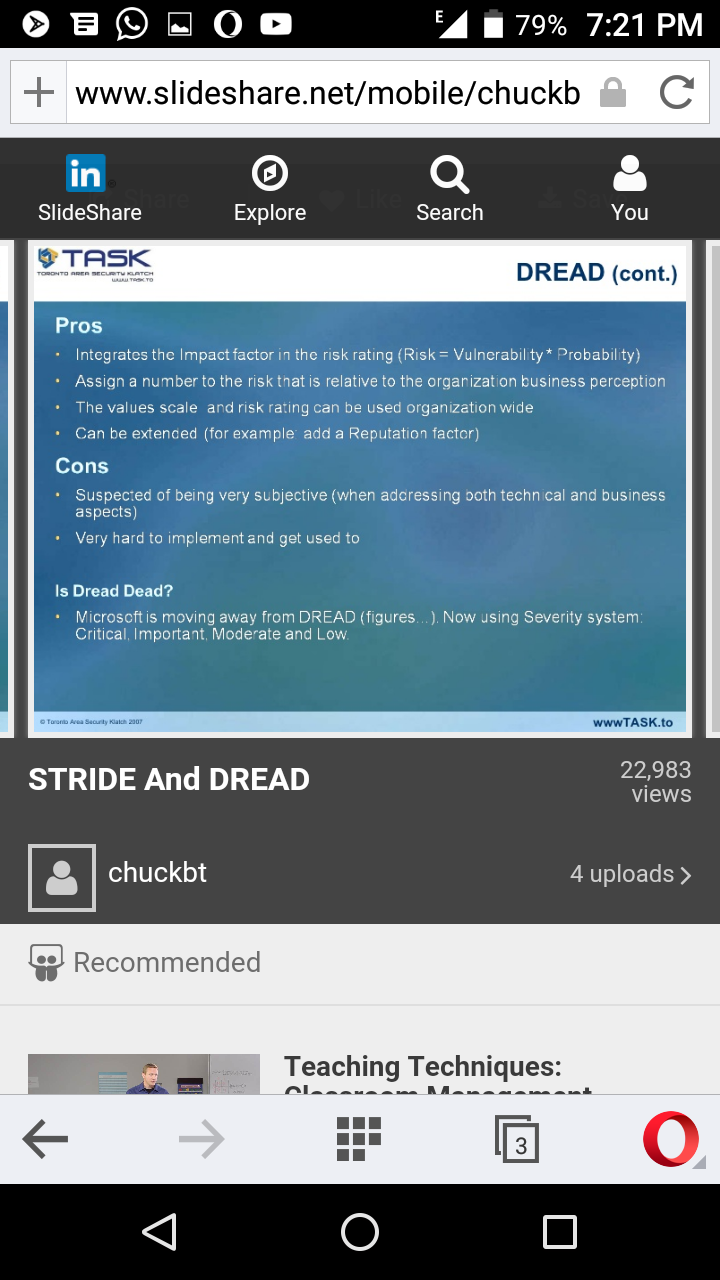 E 79% 7:21 PM
www.slideshare.net/mobile/chuckb
in
SlideShare Explore Search You
Share Like Sa
TASK
TORONTO AREA SECURITY KLATCH
WWW.TASK.TO
DREAD (cont.)
Pros
• Integrates the Impact factor in the risk rating (Risk = Vulnerability * Probability)
• Assign a number to the risk that is relative to the organization business perception
• The values scale and risk rating can be used organization wide
• Can be extended (for example: add a Reputation factor)
Cons
• Suspected of being very subjective (when addressing both technical and business
aspects)
• Very hard to implement and get used to
Is Dread Dead?
• Microsoft is moving away from DREAD (figures...). Now using Severity system:
Critical, Important, Moderate and Low.
© Toronto Area Security Klatch 2007
wwwTASK.to
STRIDE And DREAD
22,983
views
chuckbt
4 uploads
Recommended
Teaching Techniques:
Classroom Management
3